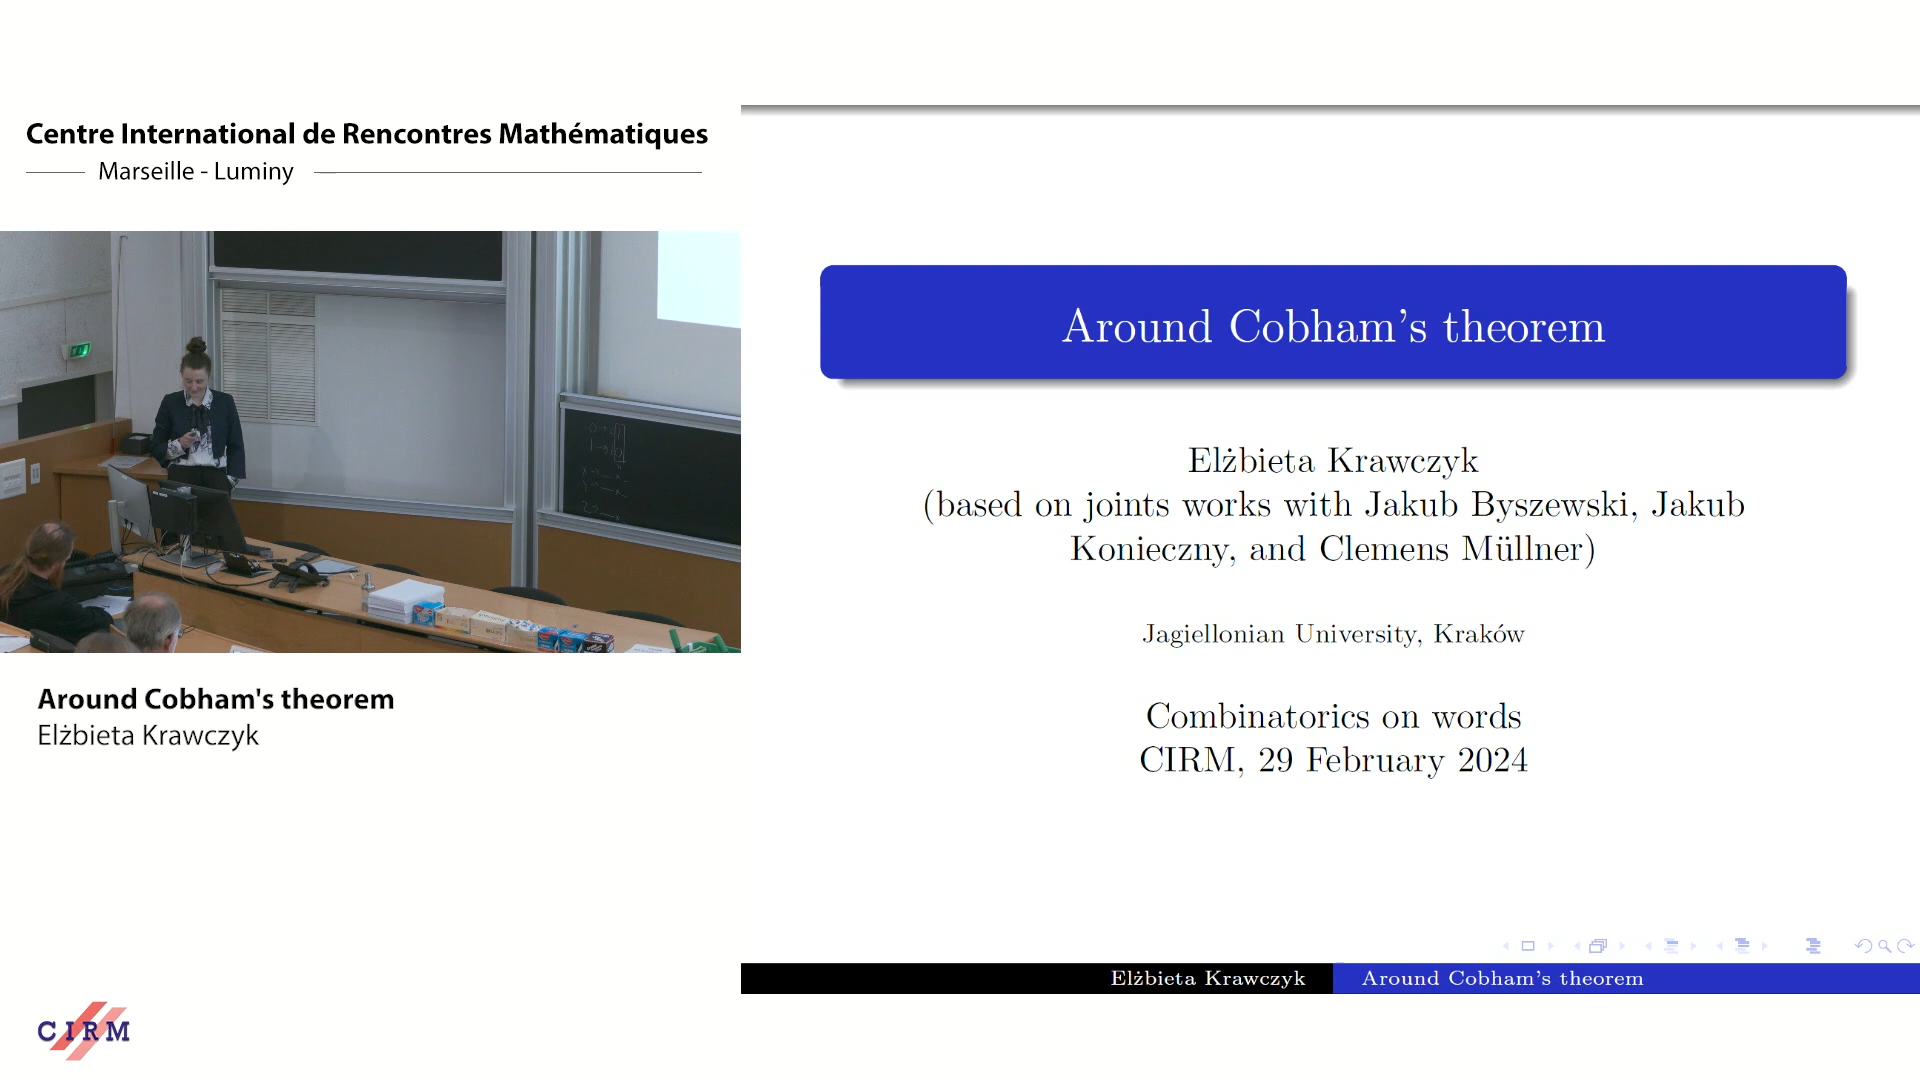 Centre International de Rencontres Mathématiques
Marseille - Luminy
Around Cobham's theorem
Elżbieta Krawczyk
CIRM
Around Cobham's theorem
Elżbieta Krawczyk
(based on joints works with Jakub Byszewski, Jakub
Konieczny, and Clemens Müllner)
Jagiellonian University, Kraków
Combinatorics on words
CIRM, 29 February 2024
Elżbieta Krawczyk
Around Cobham's theorem